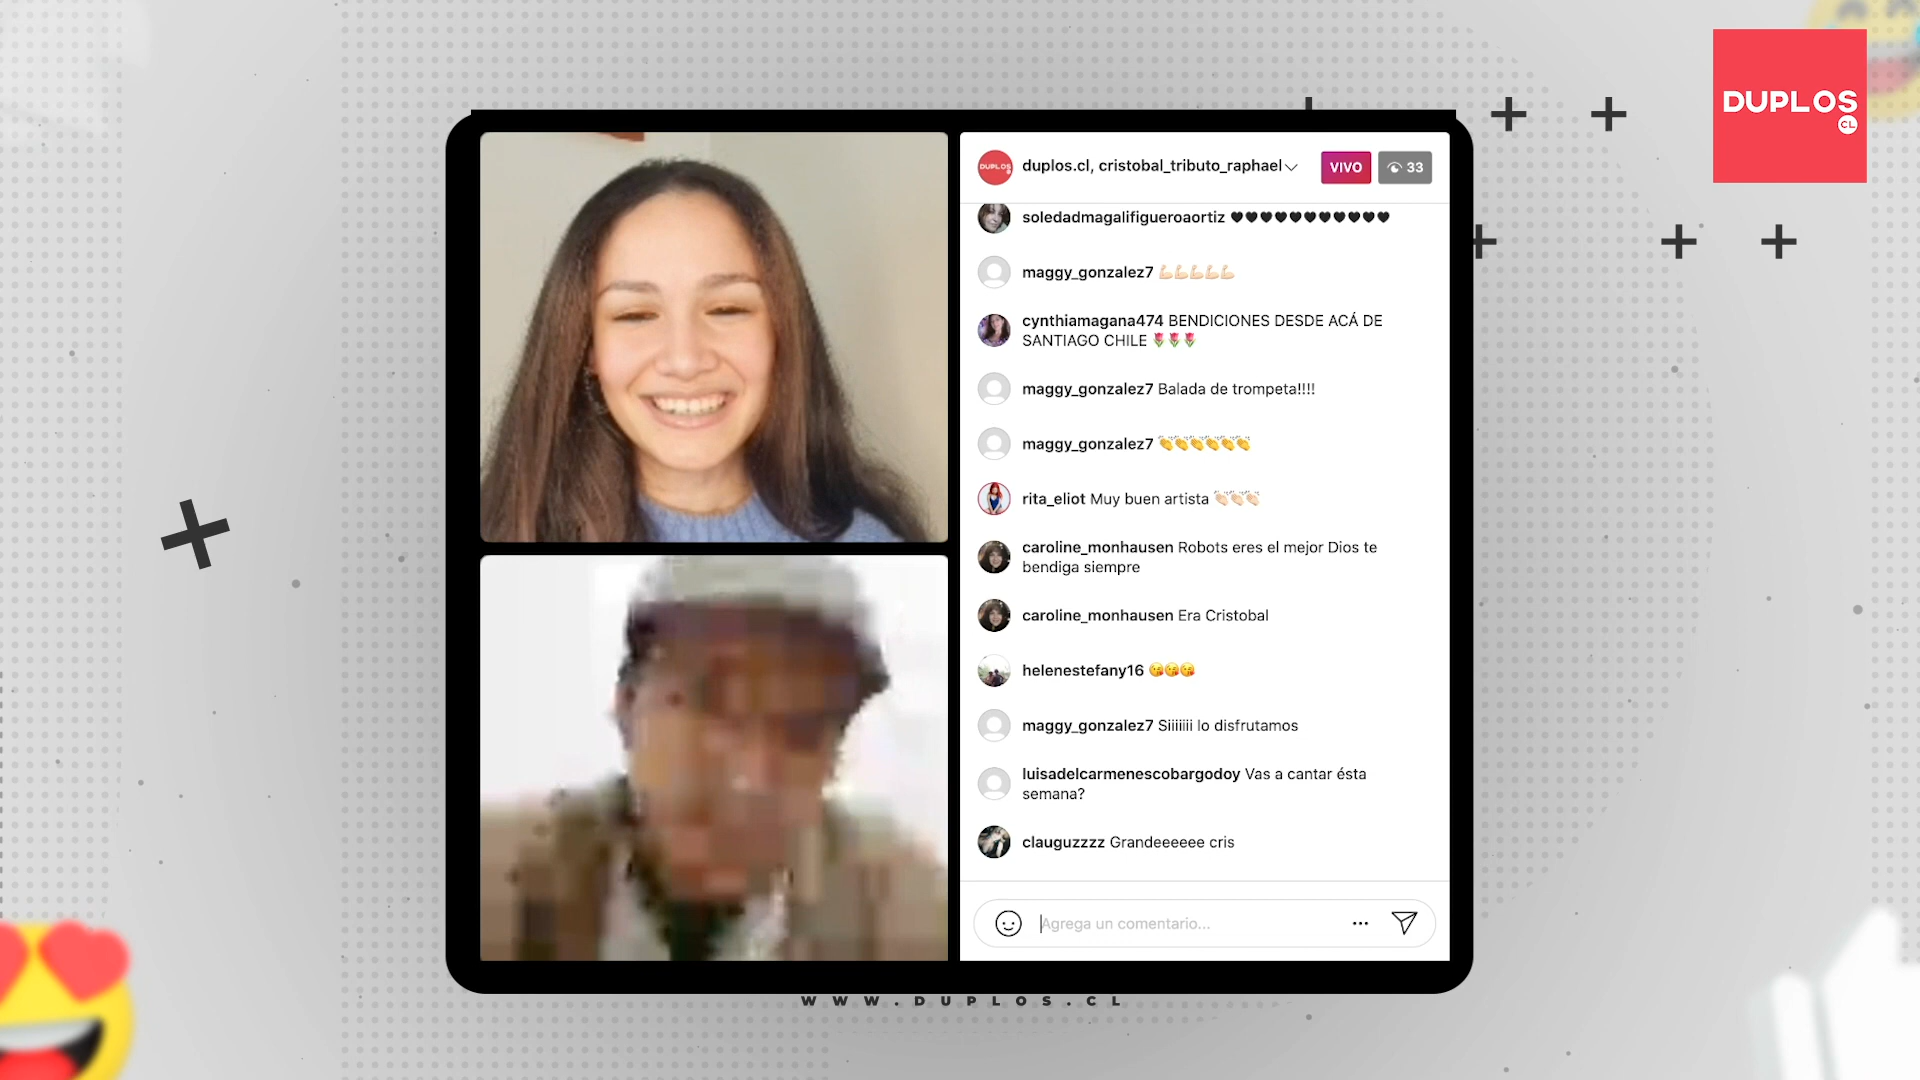 DUPLOS
CL
DUPLOS
duplos.cl, cristobal_tributo_raphael
VIVO
33
soledadmagalifigueroaortiz 🖤🖤🖤🖤🖤🖤🖤🖤🖤🖤🖤
maggy_gonzalez7 💪🏻💪🏻💪🏻💪🏻💪🏻
cynthiamagana474 BENDICIONES DESDE ACÁ DE
SANTIAGO CHILE 🌷🌷🌷
maggy_gonzalez7 Balada de trompeta!!!!
maggy_gonzalez7 👏👏👏👏👏👏
rita_eliot Muy buen artista 👏🏻👏🏻👏🏻
caroline_monhausen Robots eres el mejor Dios te
bendiga siempre
caroline_monhausen Era Cristobal
helenestefany16 😘😘😘
maggy_gonzalez7 Siiiiiii lo disfrutamos
luisadelcarmenescobargodoy Vas a cantar ésta
semana?
clauguzzzz Grandeeeeee cris
Agrega un comentario...
WWW.DUPLOS.CL